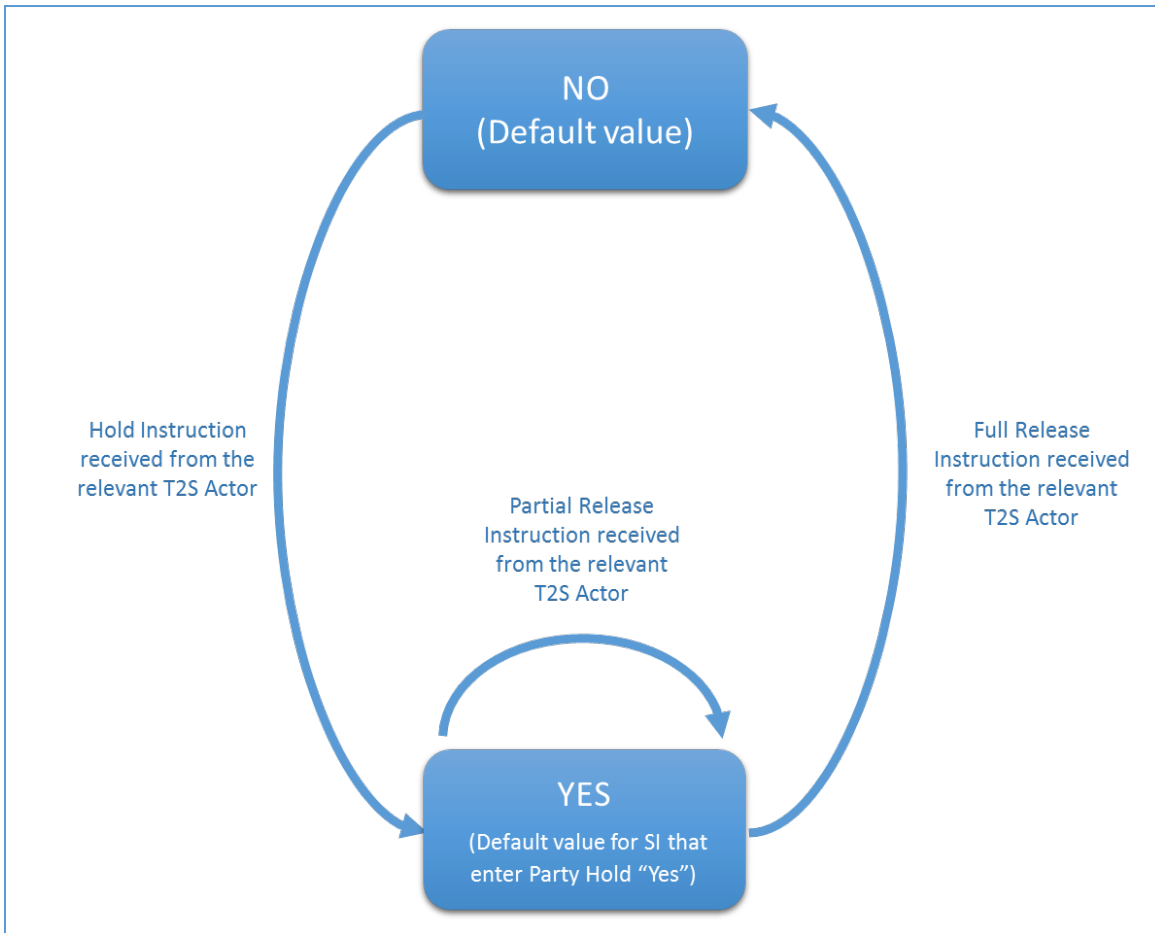 NO
(Default value)
Hold Instruction
received from the
relevant T2S Actor
Full Release
Instruction received
from the relevant
T2S Actor
Partial Release
Instruction received
from the relevant
T2S Actor
YES
(Default value for SI that
enter Party Hold “Yes”)